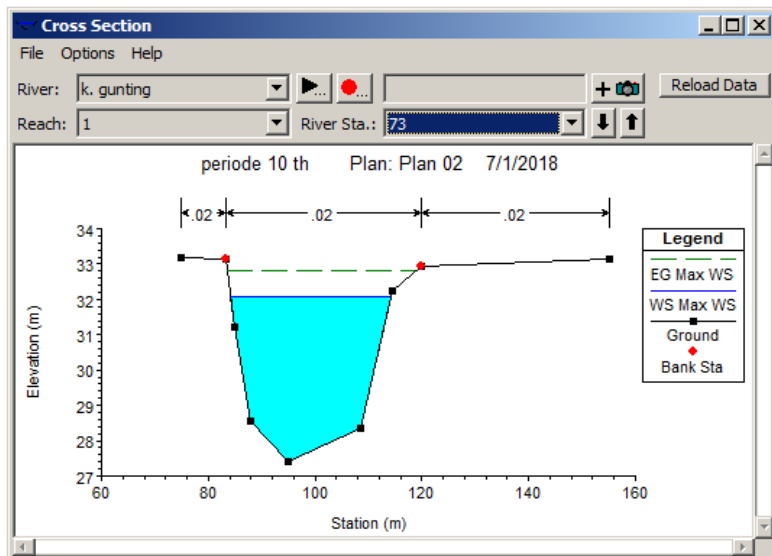 Cross Section
File Options Help
River: k. gunting ... ... + Reload Data
Reach: 1 River Sta.: 73
periode 10 th Plan: Plan 02 7/1/2018
.02 .02 .02
34
33
32
31
30
29
28
27
Elevation (m)
60 80 100 120 140 160
Station (m)
Legend
EG Max WS
WS Max WS
Ground
Bank Sta